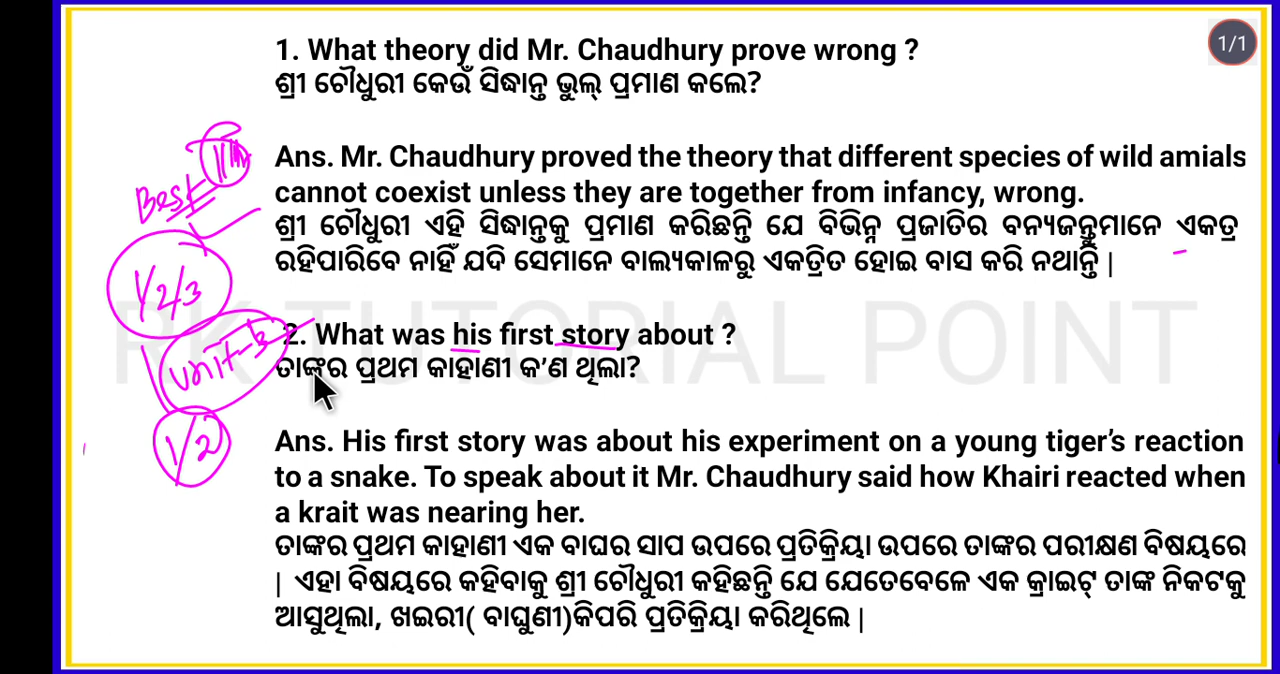 1/1
1. What theory did Mr. Chaudhury prove wrong ?
ଶ୍ରୀ ଚୌଧୁରୀ କେଉଁ ସିଦ୍ଧାନ୍ତ ଭୁଲ୍ ପ୍ରମାଣ କଲେ?
Ans. Mr. Chaudhury proved the theory that different species of wild amials
cannot coexist unless they are together from infancy, wrong.
ଶ୍ରୀ ଚୌଧୁରୀ ଏହି ସିଦ୍ଧାନ୍ତକୁ ପ୍ରମାଣ କରିଛନ୍ତି ଯେ ବିଭିନ୍ନ ପ୍ରଜାତିର ବନ୍ୟଜନ୍ତୁମାନେ ଏକତ୍ର
ରହିପାରିବେ ନାହିଁ ଯଦି ସେମାନେ ବାଲ୍ୟକାଳରୁ ଏକତ୍ରିତ ହୋଇ ବାସ କରି ନଥାନ୍ତି |
Best
1/2/3
2. What was his first story about ?
unit-3
ତାଙ୍କର ପ୍ରଥମ କାହାଣୀ କ'ଣ ଥିଲା?
PK TUTORIAL POINT
1/2
Ans. His first story was about his experiment on a young tiger's reaction
to a snake. To speak about it Mr. Chaudhury said how Khairi reacted when
a krait was nearing her.
ତାଙ୍କର ପ୍ରଥମ କାହାଣୀ ଏକ ବାଘର ସାପ ଉପରେ ପ୍ରତିକ୍ରିୟା ଉପରେ ତାଙ୍କର ପରୀକ୍ଷଣ ବିଷୟରେ
| ଏହା ବିଷୟରେ କହିବାକୁ ଶ୍ରୀ ଚୌଧୁରୀ କହିଛନ୍ତି ଯେ ଯେତେବେଳେ ଏକ କ୍ରାଇଟ୍ ତାଙ୍କ ନିକଟକୁ
ଆସୁଥିଲା, ଖଇରୀ( ବାଘୁଣୀ)କିପରି ପ୍ରତିକ୍ରିୟା କରିଥିଲେ |